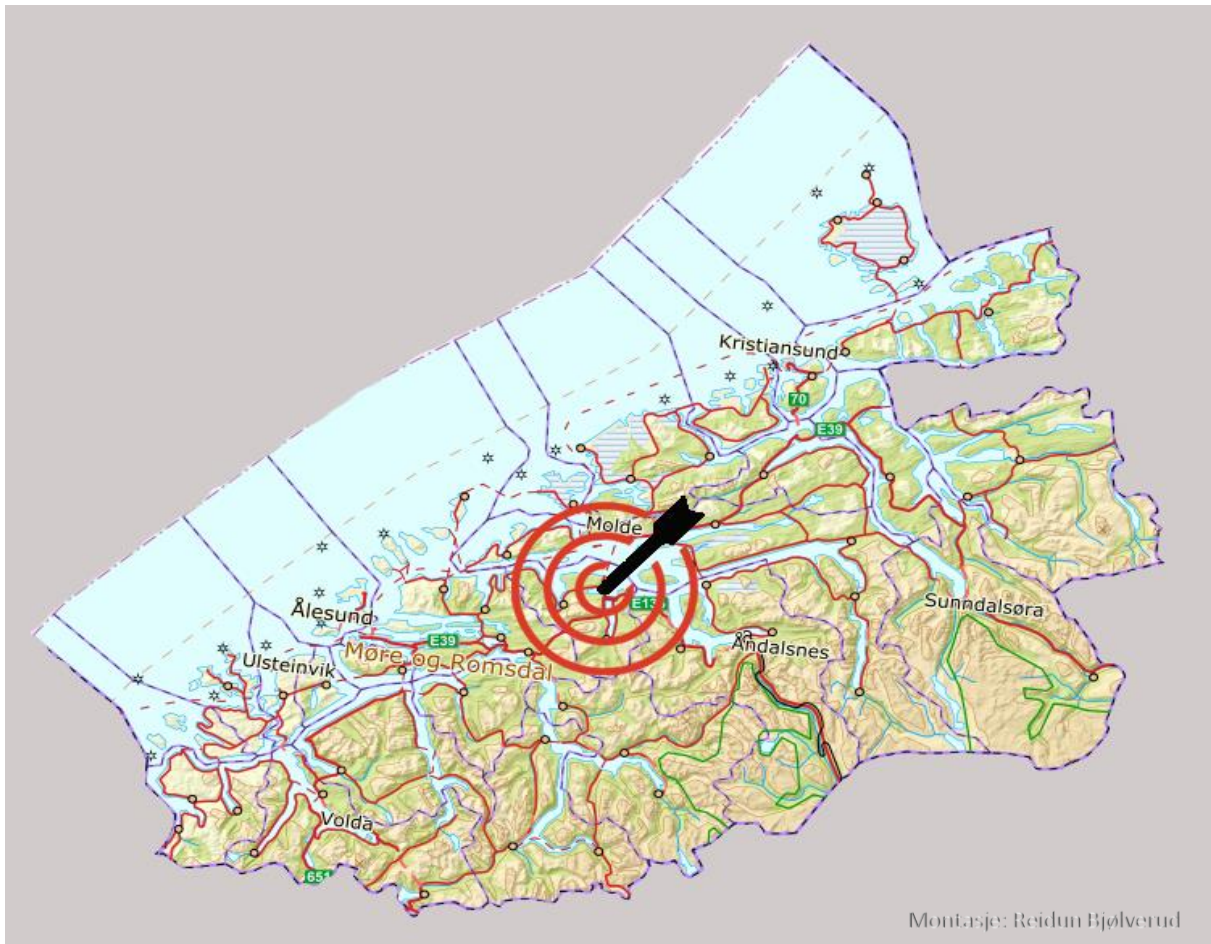 Kristiansund
70
E39
Molde
E136
Sunndalsøra
Ålesund
E39
Møre og Romsdal
Åndalsnes
Ulsteinvik
Volda
651
Montasje: Reidun Bjølverud